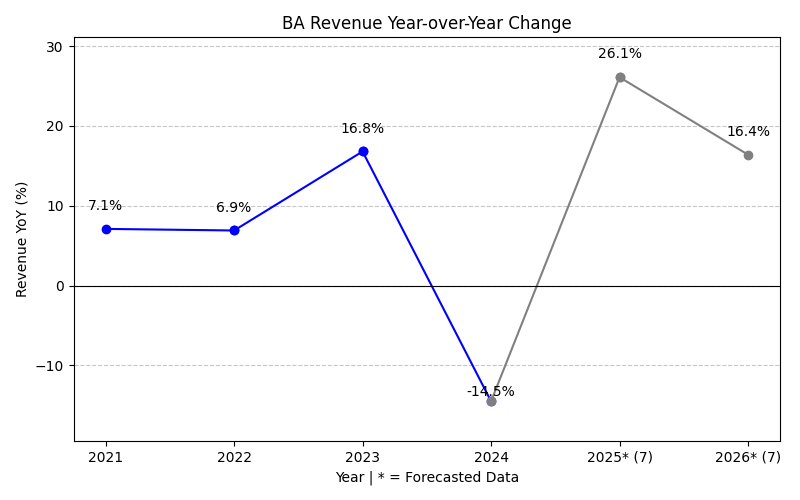 BA Revenue Year-over-Year Change
30
26.1%
20
16.8%
16.4%
10
7.1%
6.9%
0
−10
-14.5%
Revenue YoY (%)
2021 2022 2023 2024 2025* (7) 2026* (7)
Year | * = Forecasted Data